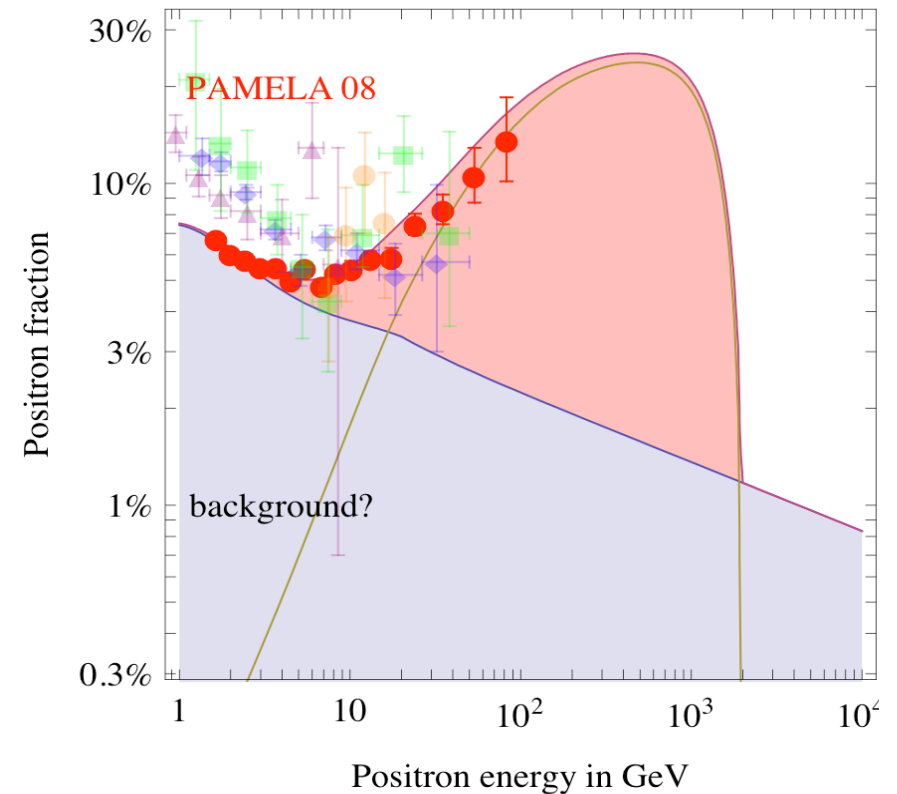 30%
PAMELA 08
10%
3%
1%
background?
0.3%
1
10
10²
10³
10⁴
Positron energy in GeV
Positron fraction